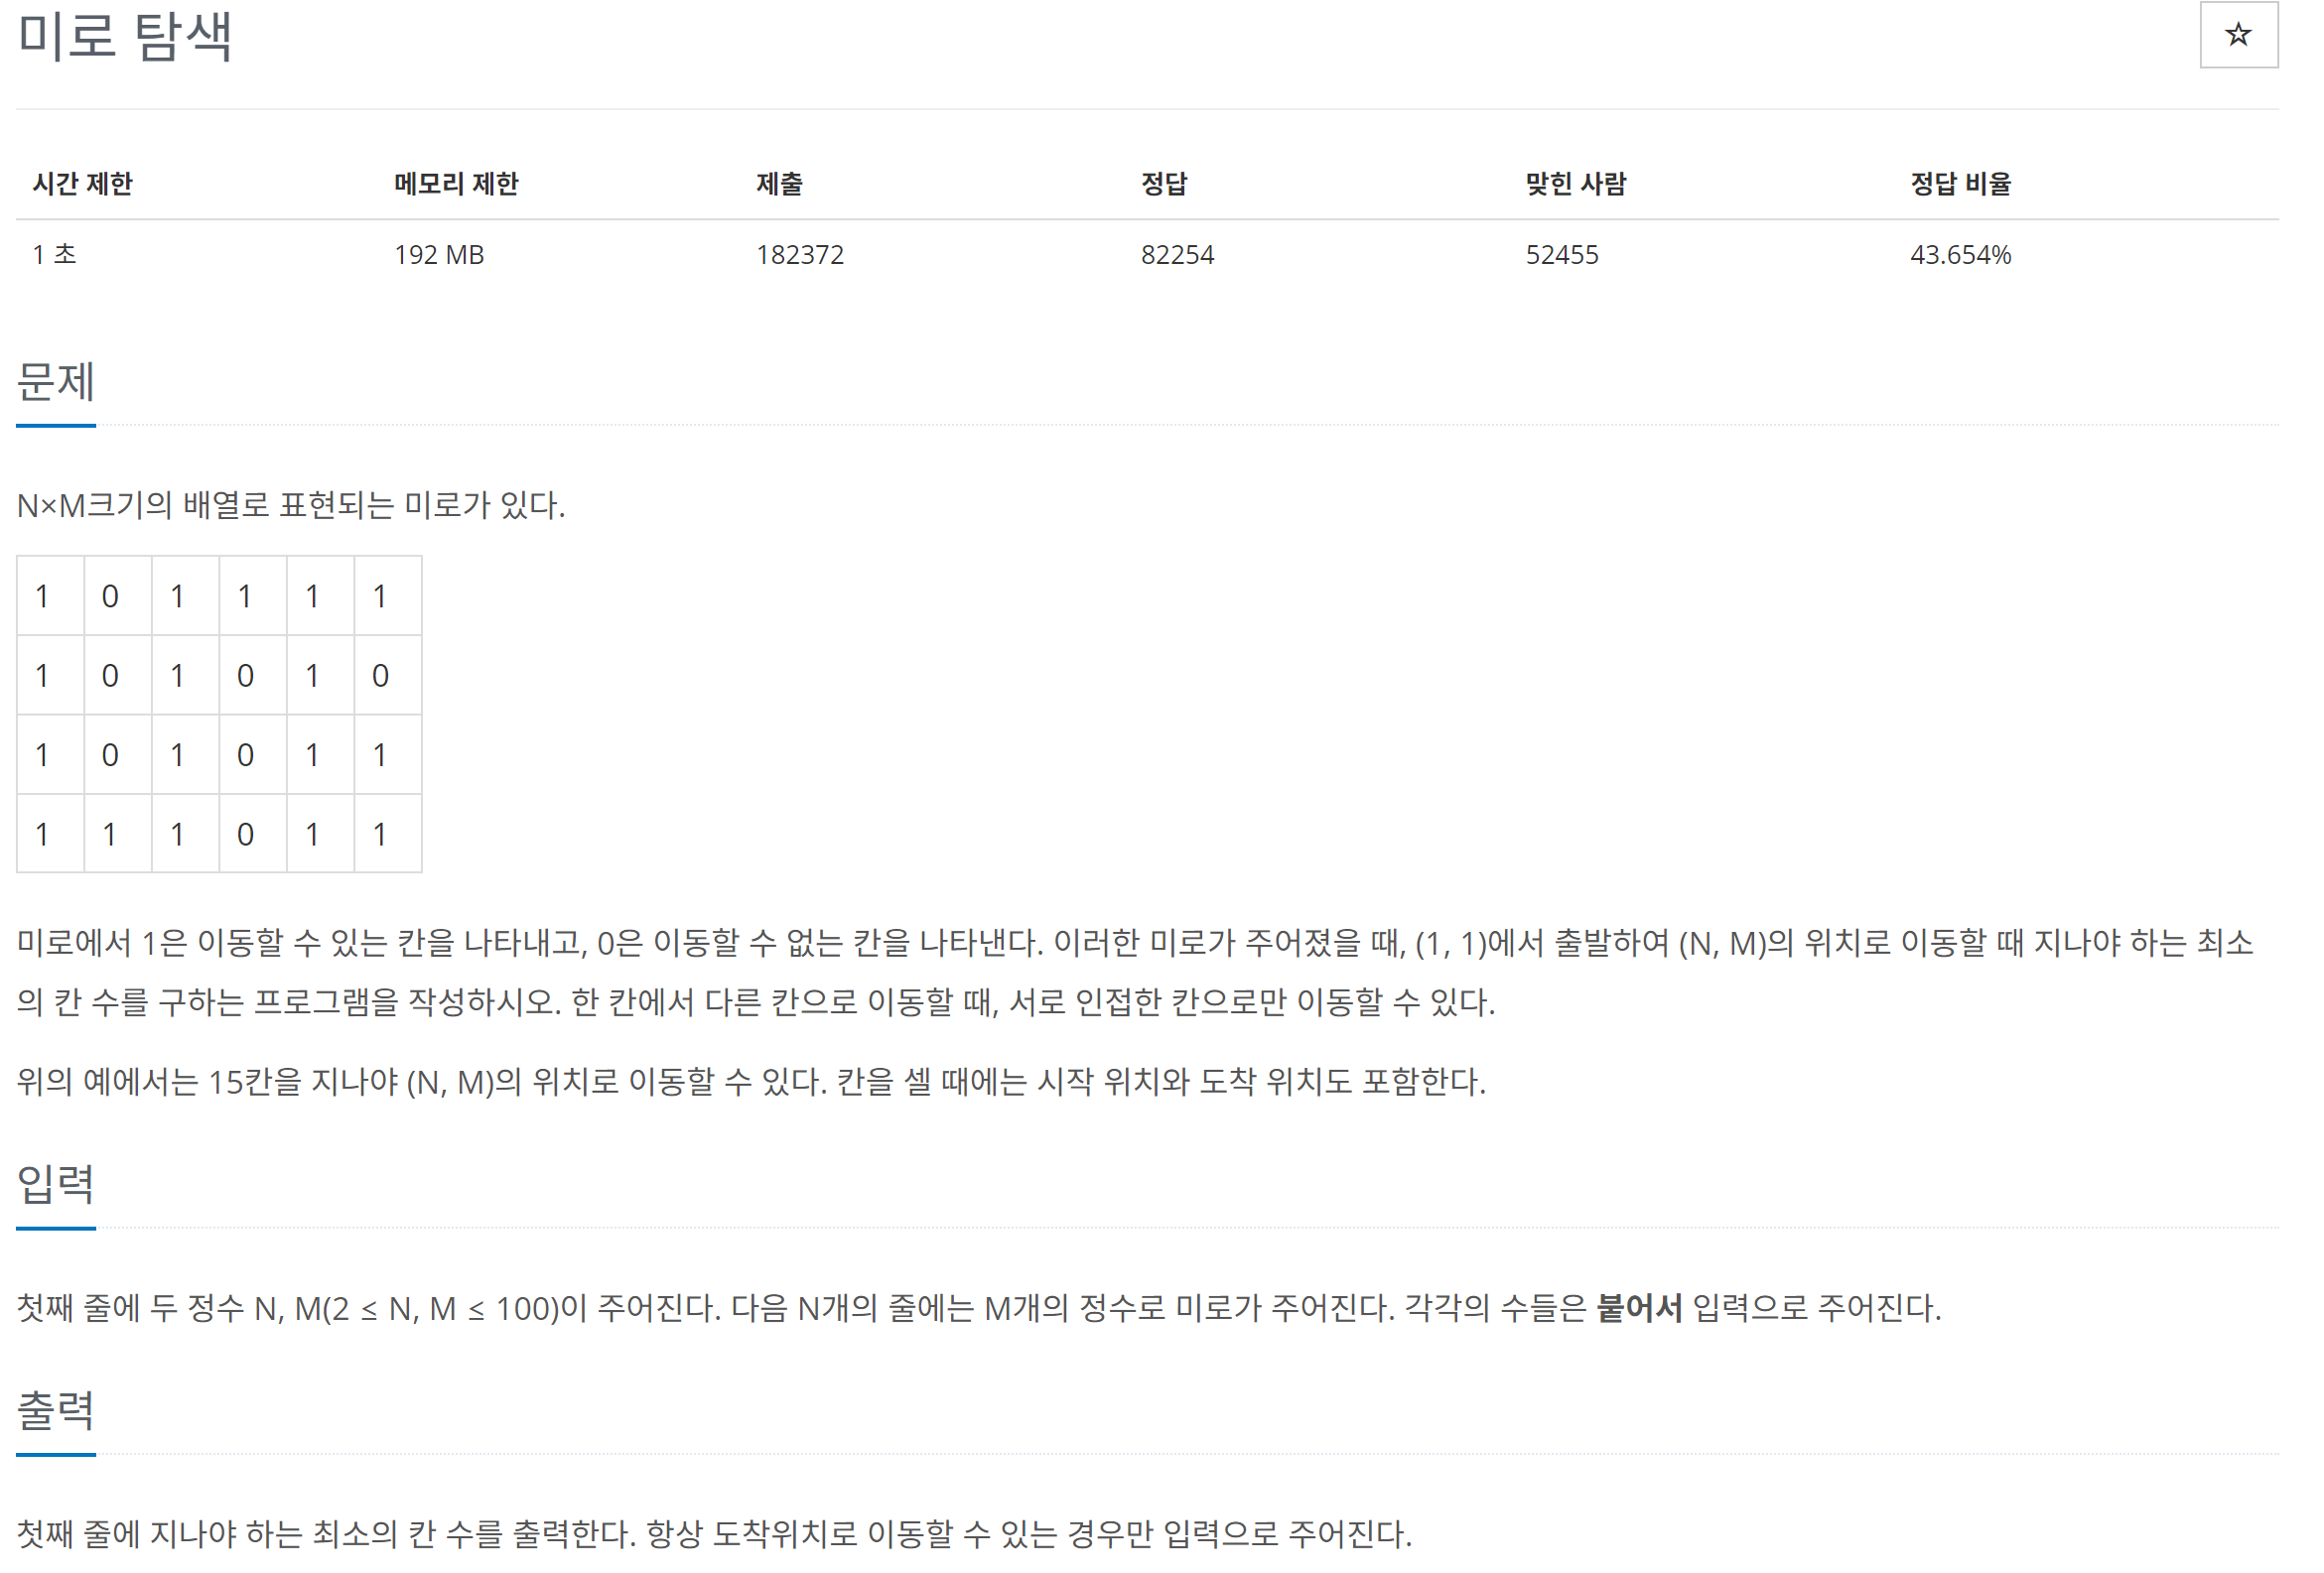 미로 탐색
☆
시간 제한 메모리 제한 제출 정답 맞힌 사람 정답 비율
1 초 192 MB 182372 82254 52455 43.654%
문제
N×M크기의 배열로 표현되는 미로가 있다.
1 0 1 1 1 1
1 0 1 0 1 0
1 0 1 0 1 1
1 1 1 0 1 1
미로에서 1은 이동할 수 있는 칸을 나타내고, 0은 이동할 수 없는 칸을 나타낸다. 이러한 미로가 주어졌을 때, (1, 1)에서 출발하여 (N, M)의 위치로 이동할 때 지나야 하는 최소
의 칸 수를 구하는 프로그램을 작성하시오. 한 칸에서 다른 칸으로 이동할 때, 서로 인접한 칸으로만 이동할 수 있다.
위의 예에서는 15칸을 지나야 (N, M)의 위치로 이동할 수 있다. 칸을 셀 때에는 시작 위치와 도착 위치도 포함한다.
입력
첫째 줄에 두 정수 N, M(2 ≤ N, M ≤ 100)이 주어진다. 다음 N개의 줄에는 M개의 정수로 미로가 주어진다. 각각의 수들은 붙어서 입력으로 주어진다.
출력
첫째 줄에 지나야 하는 최소의 칸 수를 출력한다. 항상 도착위치로 이동할 수 있는 경우만 입력으로 주어진다.